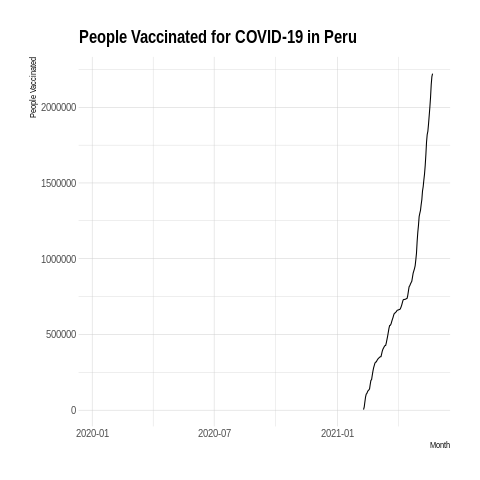 People Vaccinated for COVID-19 in Peru
People Vaccinated
2000000
1500000
1000000
500000
0
2020-01 2020-07 2021-01
Month